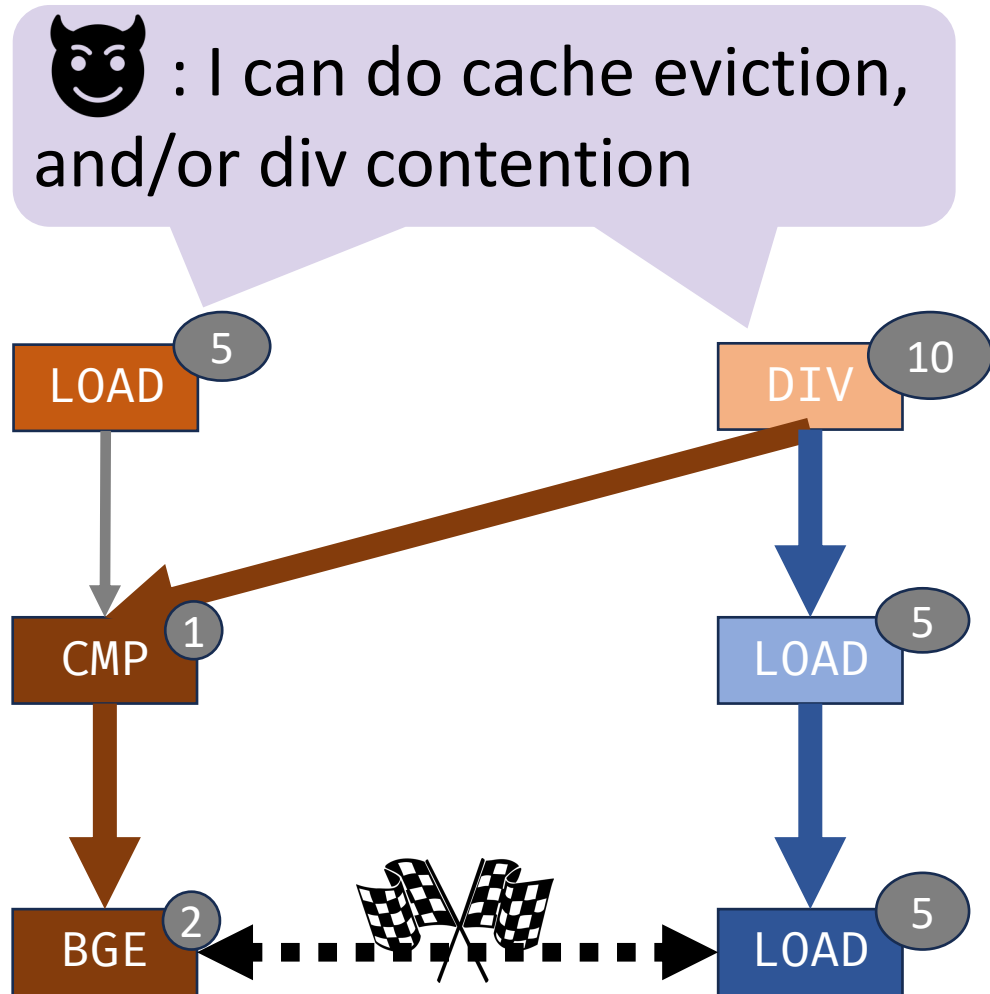 : I can do cache eviction,
and/or div contention
LOAD
5
DIV
10
CMP
1
LOAD
5
BGE
2
LOAD
5